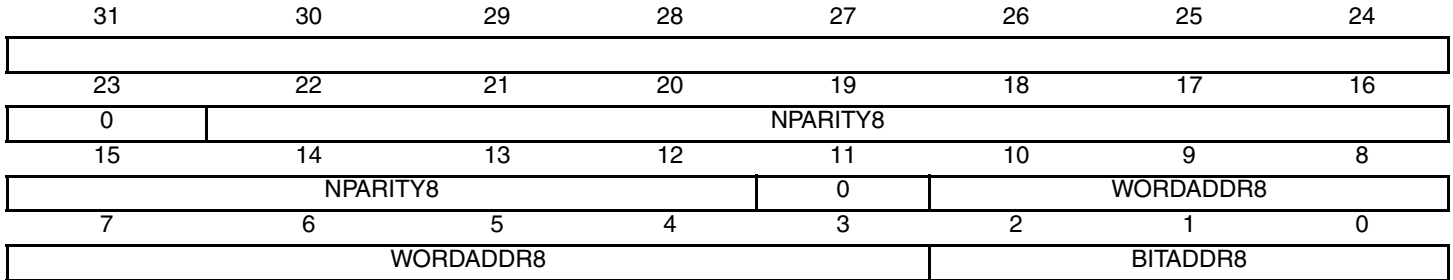 31 30 29 28 27 26 25 24
23 22 21 20 19 18 17 16
0 NPARITY8
15 14 13 12 11 10 9 8
NPARITY8 0 WORDADDR8
7 6 5 4 3 2 1 0
WORDADDR8 BITADDR8